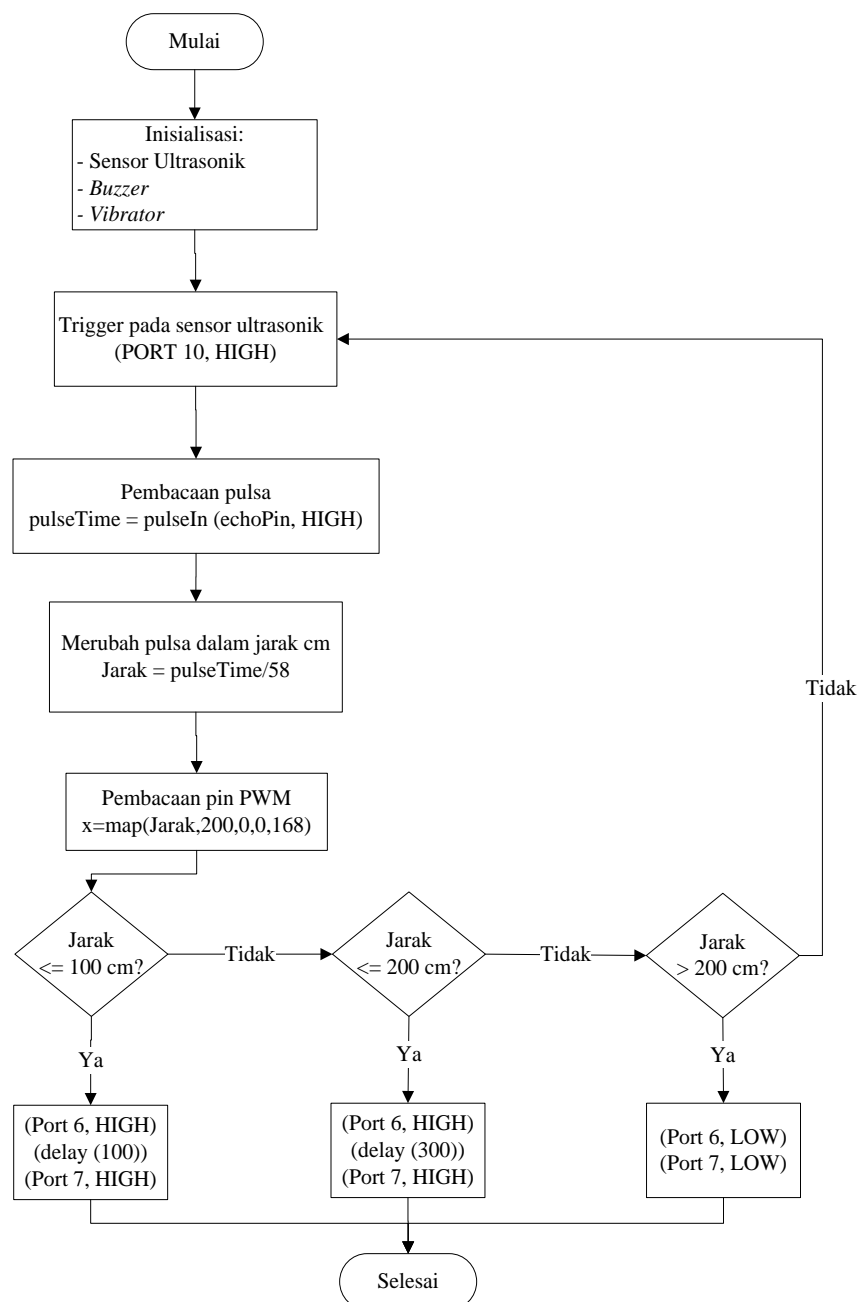 Mulai
Inisialisasi:
- Sensor Ultrasonik
- Buzzer
- Vibrator
Trigger pada sensor ultrasonik
(PORT 10, HIGH)
Pembacaan pulsa
pulseTime = pulseIn (echoPin, HIGH)
Merubah pulsa dalam jarak cm
Jarak = pulseTime/58
Tidak
Pembacaan pin PWM
x=map(Jarak,200,0,0,168)
Jarak
<= 100 cm?
Tidak
Jarak
<= 200 cm?
Tidak
Jarak
> 200 cm?
Ya
Ya
Ya
(Port 6, HIGH)
(delay (100))
(Port 7, HIGH)
(Port 6, HIGH)
(delay (300))
(Port 7, HIGH)
(Port 6, LOW)
(Port 7, LOW)
Selesai